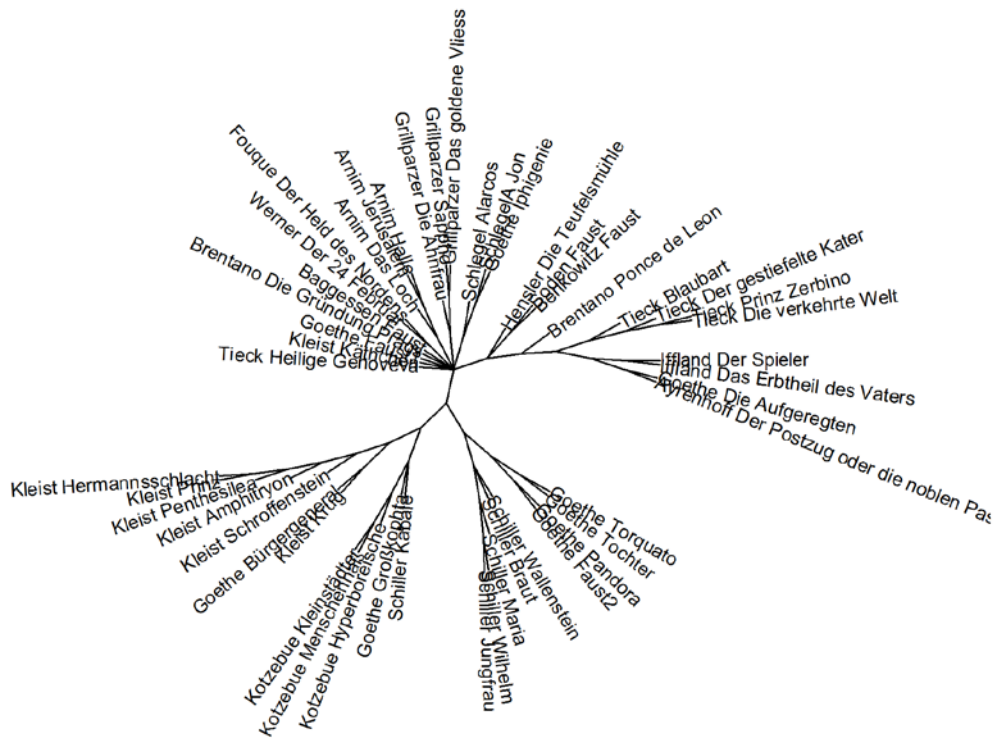 Grillparzer Das goldene Vliess
Grillparzer Sappho
Grillparzer Die Ahnfrau
Arnim Halle
Arnim Jerusalem
Arnim Das Loch
Fouque Der Held des Nordens
Werner Der 24 Februar
Brentano Die Gründung Prags
Baggesen Faust
Goethe Faust
Kleist Käthchen
Tieck Heilige Genoveva
Schlegel Alarcos
SchlegelA Jon
Goethe Iphigenie
Hensler Die Teufelsmühle
Soden Faust
Benkowitz Faust
Brentano Ponce de Leon
Tieck Blaubart
Tieck Der gestiefelte Kater
Tieck Prinz Zerbino
Tieck Die verkehrte Welt
Iffland Der Spieler
Iffland Das Erbtheil des Vaters
Goethe Die Aufgeregten
Ayrenhoff Der Postzug oder die noblen Pas
Goethe Torquato
Goethe Tochter
Goethe Pandora
Goethe Faust2
Schiller Wallenstein
Schiller Braut
Schiller Maria
Schiller Wilhelm
Schiller Jungfrau
Schiller Kabale
Goethe Großkophta
Kotzebue Hyperboreische
Kotzebue Menschenhass
Kotzebue Kleinstädter
Kleist Krug
Goethe Bürgergeneral
Kleist Schroffenstein
Kleist Amphitryon
Kleist Penthesilea
Kleist Prinz
Kleist Hermannsschlacht